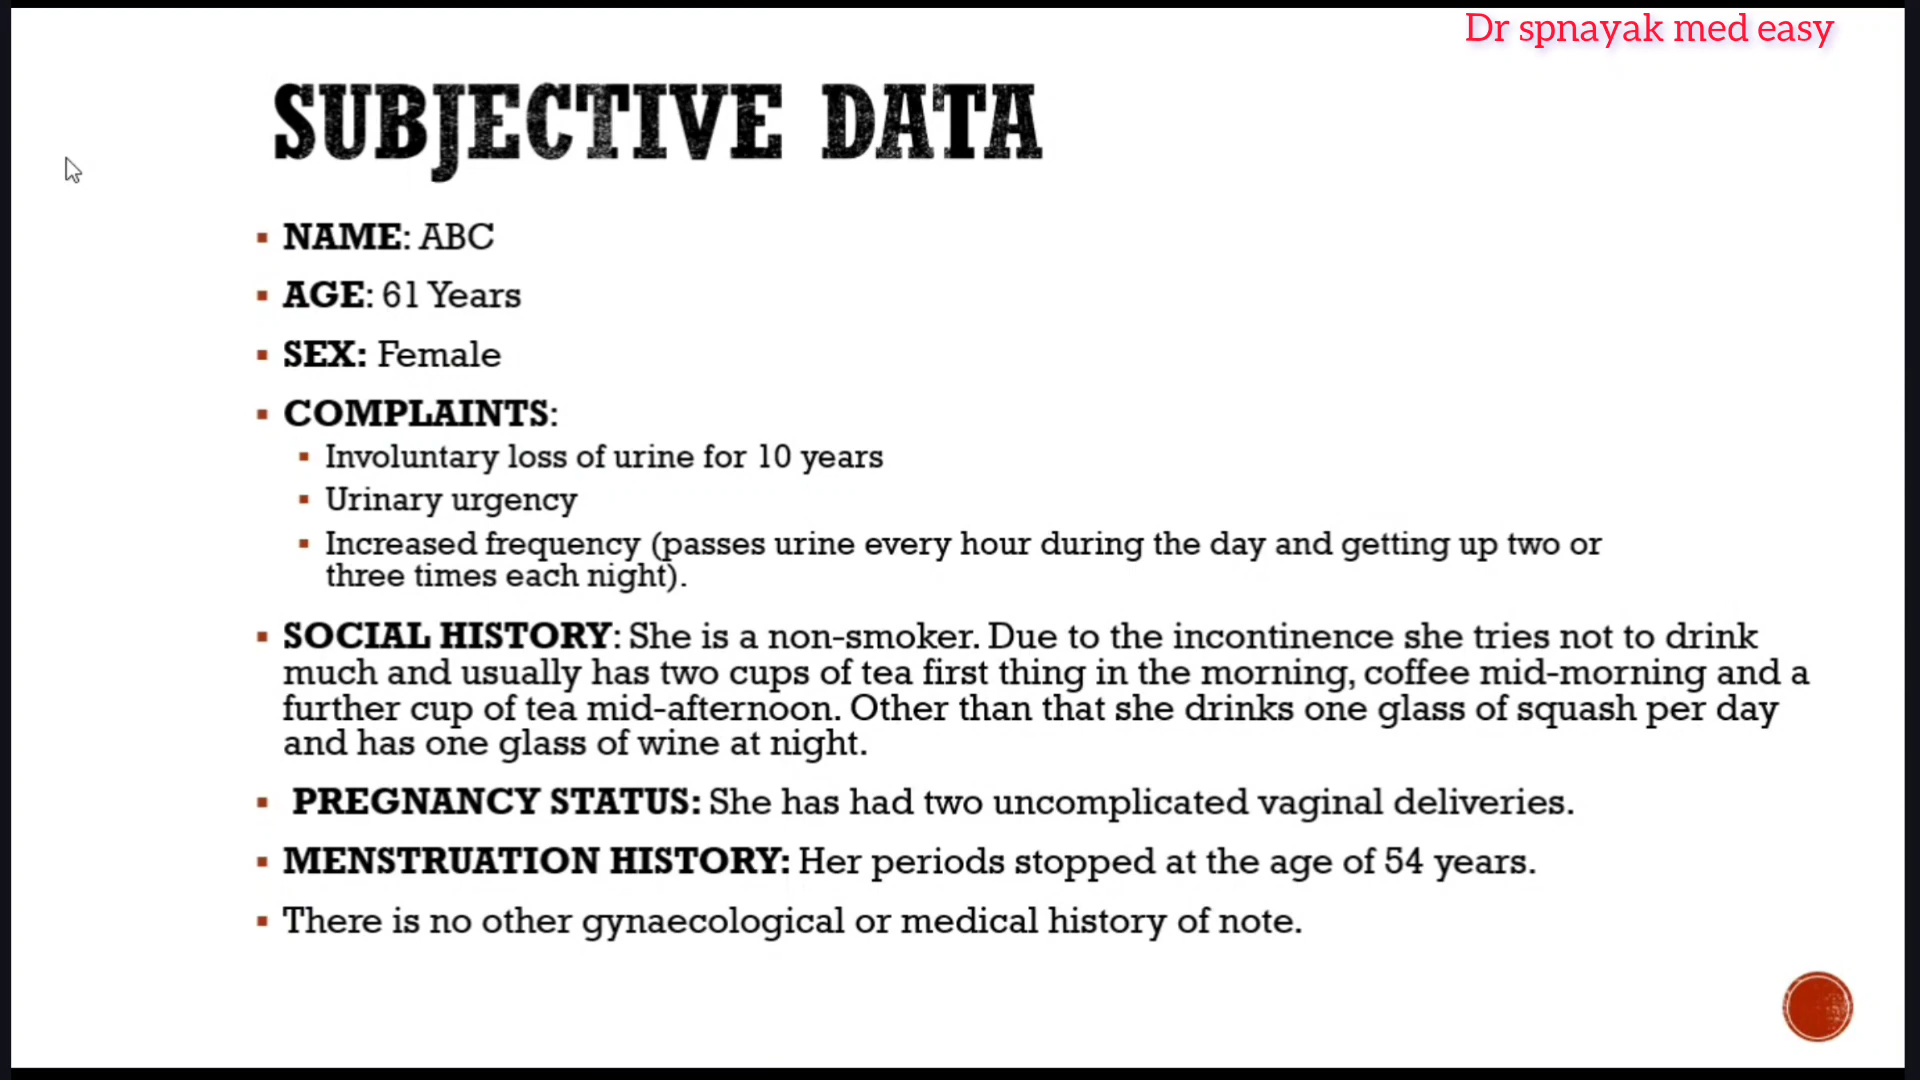 Dr spnayak med easy
SUBJECTIVE DATA
▪ NAME: ABC
▪ AGE: 61 Years
▪ SEX: Female
▪ COMPLAINTS:
▪ Involuntary loss of urine for 10 years
▪ Urinary urgency
▪ Increased frequency (passes urine every hour during the day and getting up two or
three times each night).
▪ SOCIAL HISTORY: She is a non-smoker. Due to the incontinence she tries not to drink
much and usually has two cups of tea first thing in the morning, coffee mid-morning and a
further cup of tea mid-afternoon. Other than that she drinks one glass of squash per day
and has one glass of wine at night.
▪ PREGNANCY STATUS: She has had two uncomplicated vaginal deliveries.
▪ MENSTRUATION HISTORY: Her periods stopped at the age of 54 years.
▪ There is no other gynaecological or medical history of note.